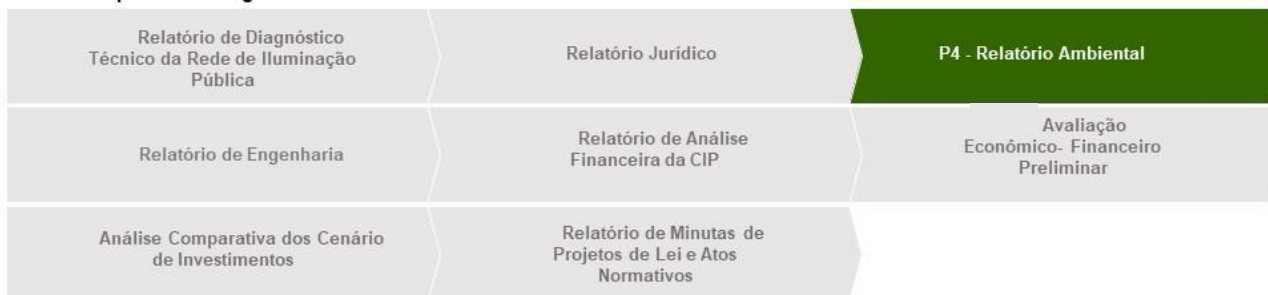 Relatório de Diagnóstico
Técnico da Rede de Iluminação
Pública
Relatório Jurídico
P4 - Relatório Ambiental
Relatório de Engenharia
Relatório de Análise
Financeira da CIP
Avaliação
Econômico- Financeiro
Preliminar
Análise Comparativa dos Cenário
de Investimentos
Relatório de Minutas de
Projetos de Lei e Atos
Normativos